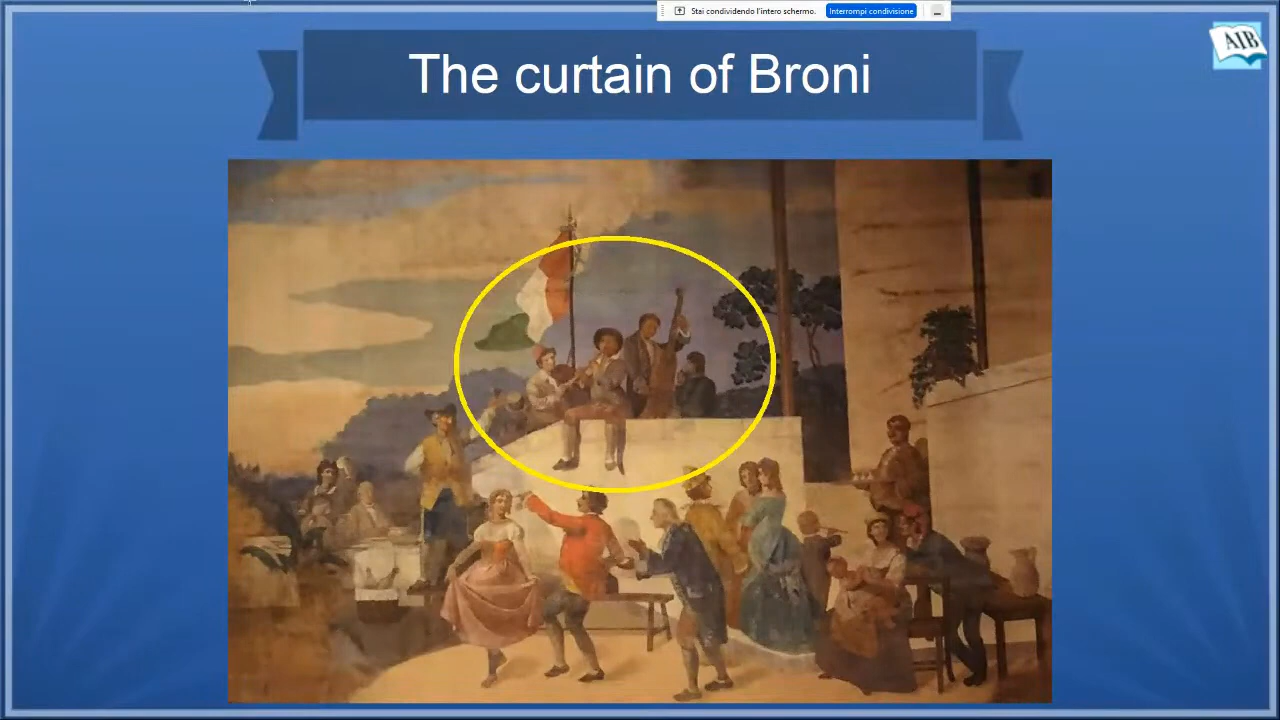 Stai condividendo l'intero schermo. Interrompi condivisione
AIB
The curtain of Broni